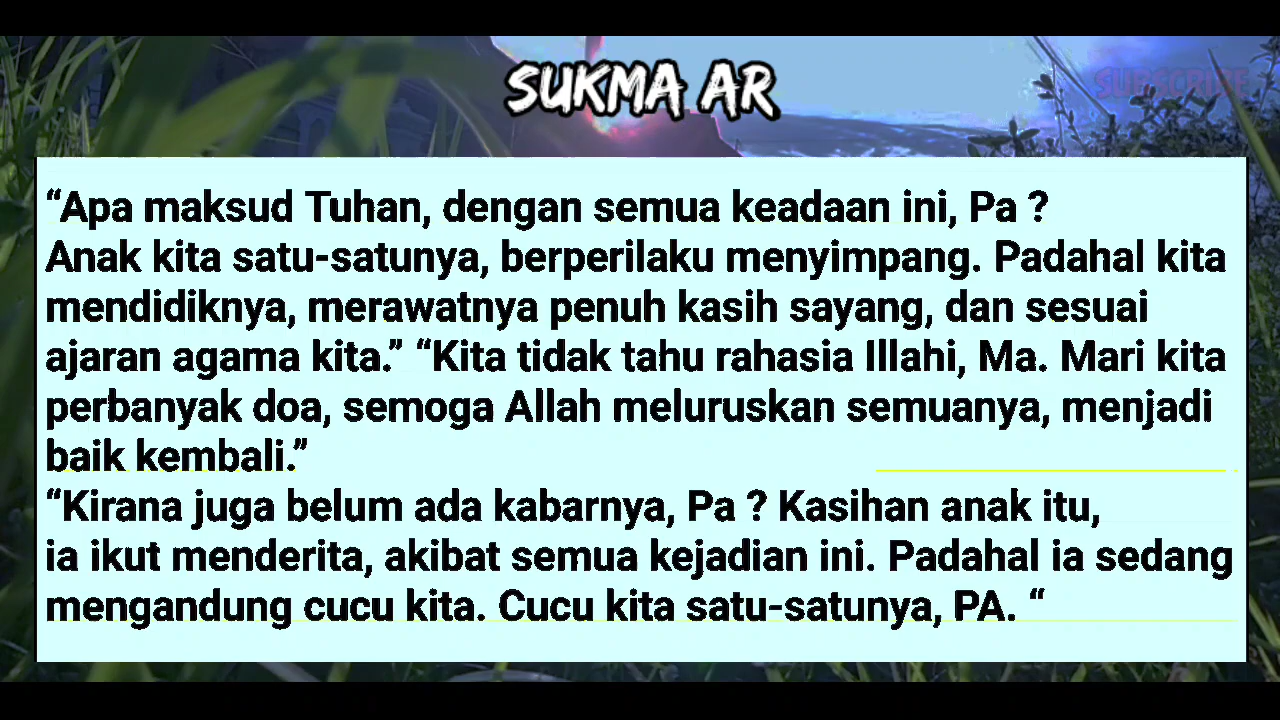 SUKMA AR
SUBSCRIBE
“Apa maksud Tuhan, dengan semua keadaan ini, Pa ?
Anak kita satu-satunya, berperilaku menyimpang. Padahal kita
mendidiknya, merawatnya penuh kasih sayang, dan sesuai
ajaran agama kita.” “Kita tidak tahu rahasia Illahi, Ma. Mari kita
perbanyak doa, semoga Allah meluruskan semuanya, menjadi
baik kembali.”
“Kirana juga belum ada kabarnya, Pa ? Kasihan anak itu,
ia ikut menderita, akibat semua kejadian ini. Padahal ia sedang
mengandung cucu kita. Cucu kita satu-satunya, PA. “